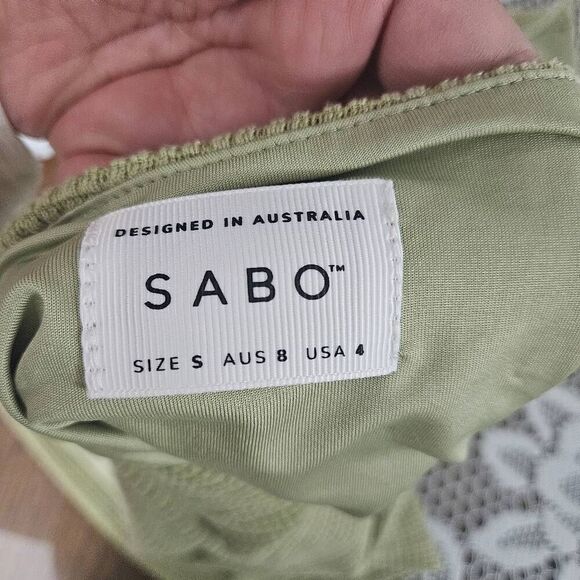 DESIGNED IN AUSTRALIA
SABO™
SIZE S AUS 8 USA 4